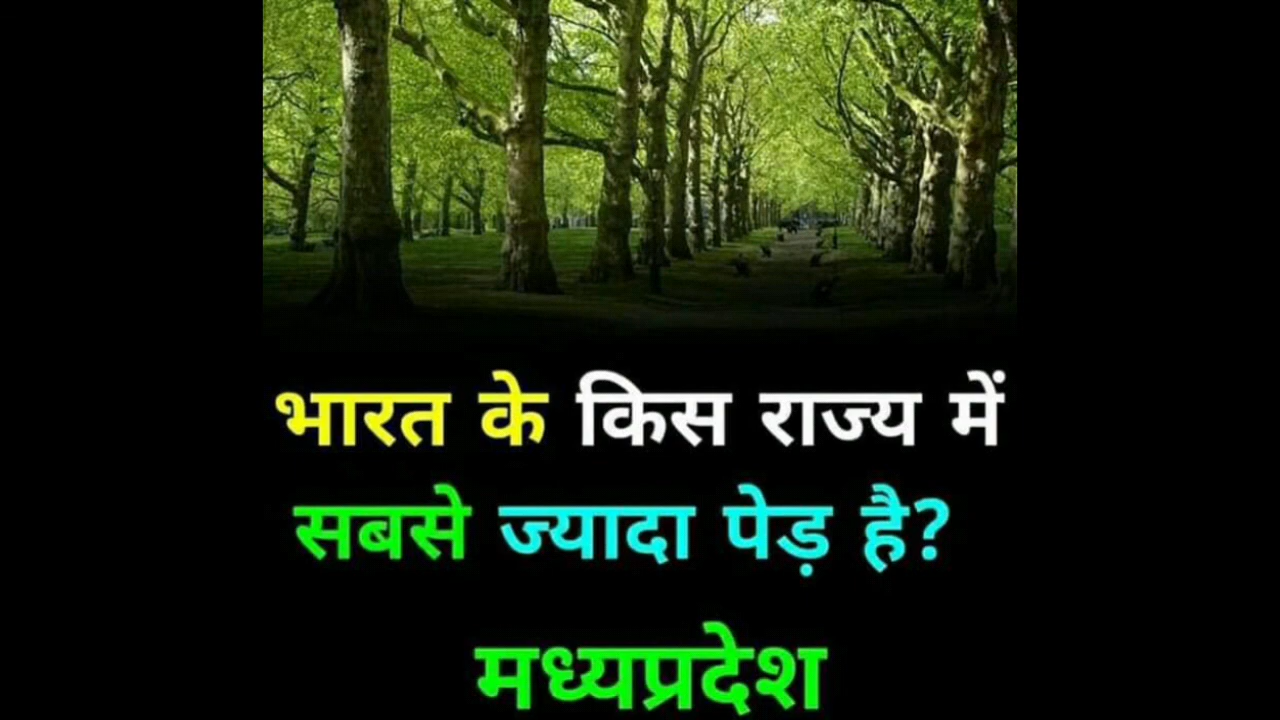 भारत के किस राज्य में
सबसे ज्यादा पेड़ है?
मध्यप्रदेश